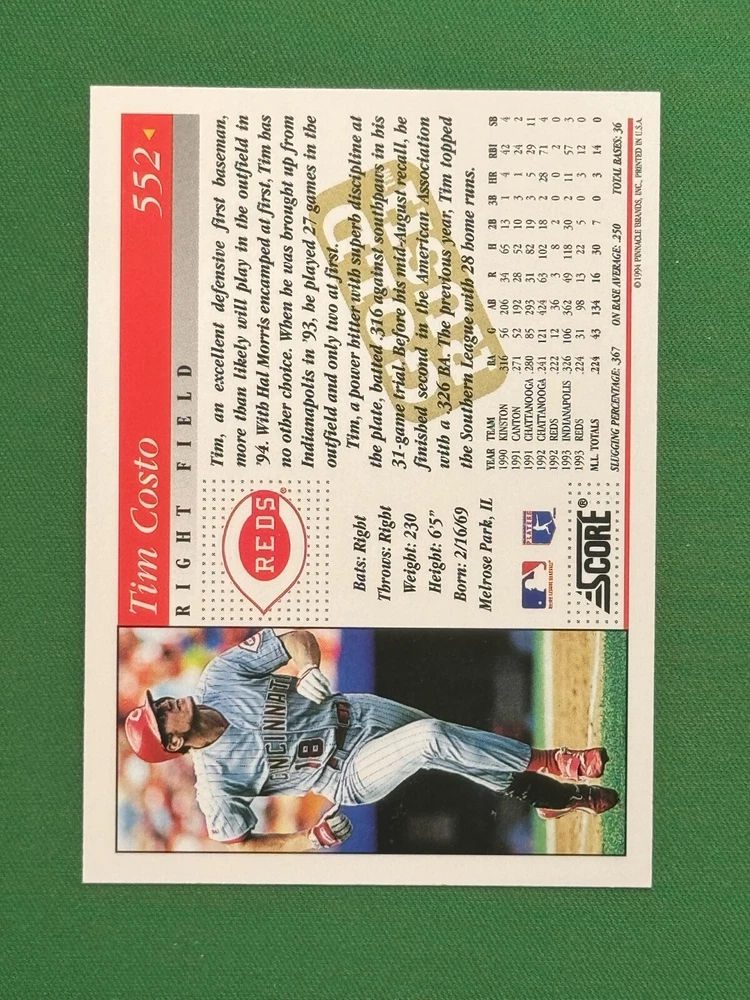 Tim Costo 552
RIGHT FIELD
REDS
Bats: Right
Throws: Right
Weight: 230
Height: 6'5"
Born: 2/16/69
Melrose Park, IL
Tim, an excellent defensive first baseman,
more than likely will play in the outfield in
'94. With Hal Morris encamped at first, Tim has
no other choice. When he was brought up from
Indianapolis in '93, he played 27 games in the
outfield and only two at first.
Tim, a power hitter with superb discipline at
the plate, batted .316 against southpaws in his
31-game trial. Before his mid-August recall, he
finished second in the American Association
with a .326 BA. The previous year, Tim topped
the Southern League with 28 home runs.
YEAR TEAM BA G AB R H 2B 3B HR RBI SB
1990 KINSTON .316 56 206 34 65 13 1 4 42 4
1991 CANTON .271 52 192 28 52 10 3 1 24 2
1991 CHATTANOOGA .280 85 293 31 82 19 3 5 29 11
1992 CHATTANOOGA .241 121 424 63 102 18 2 28 71 4
1992 REDS .222 12 36 3 8 2 0 0 2 0
1993 INDIANAPOLIS .326 106 362 49 118 30 2 11 57 3
1993 REDS .224 31 98 13 22 5 0 3 12 0
M.L. TOTALS .224 43 134 16 30 7 0 3 14 0
SLUGGING PERCENTAGE: .367 ON BASE AVERAGE: .250 TOTAL BASES: 36
SCORE®
©1994 PINNACLE BRANDS, INC., PRINTED IN U.S.A.
CINCINNATI
18